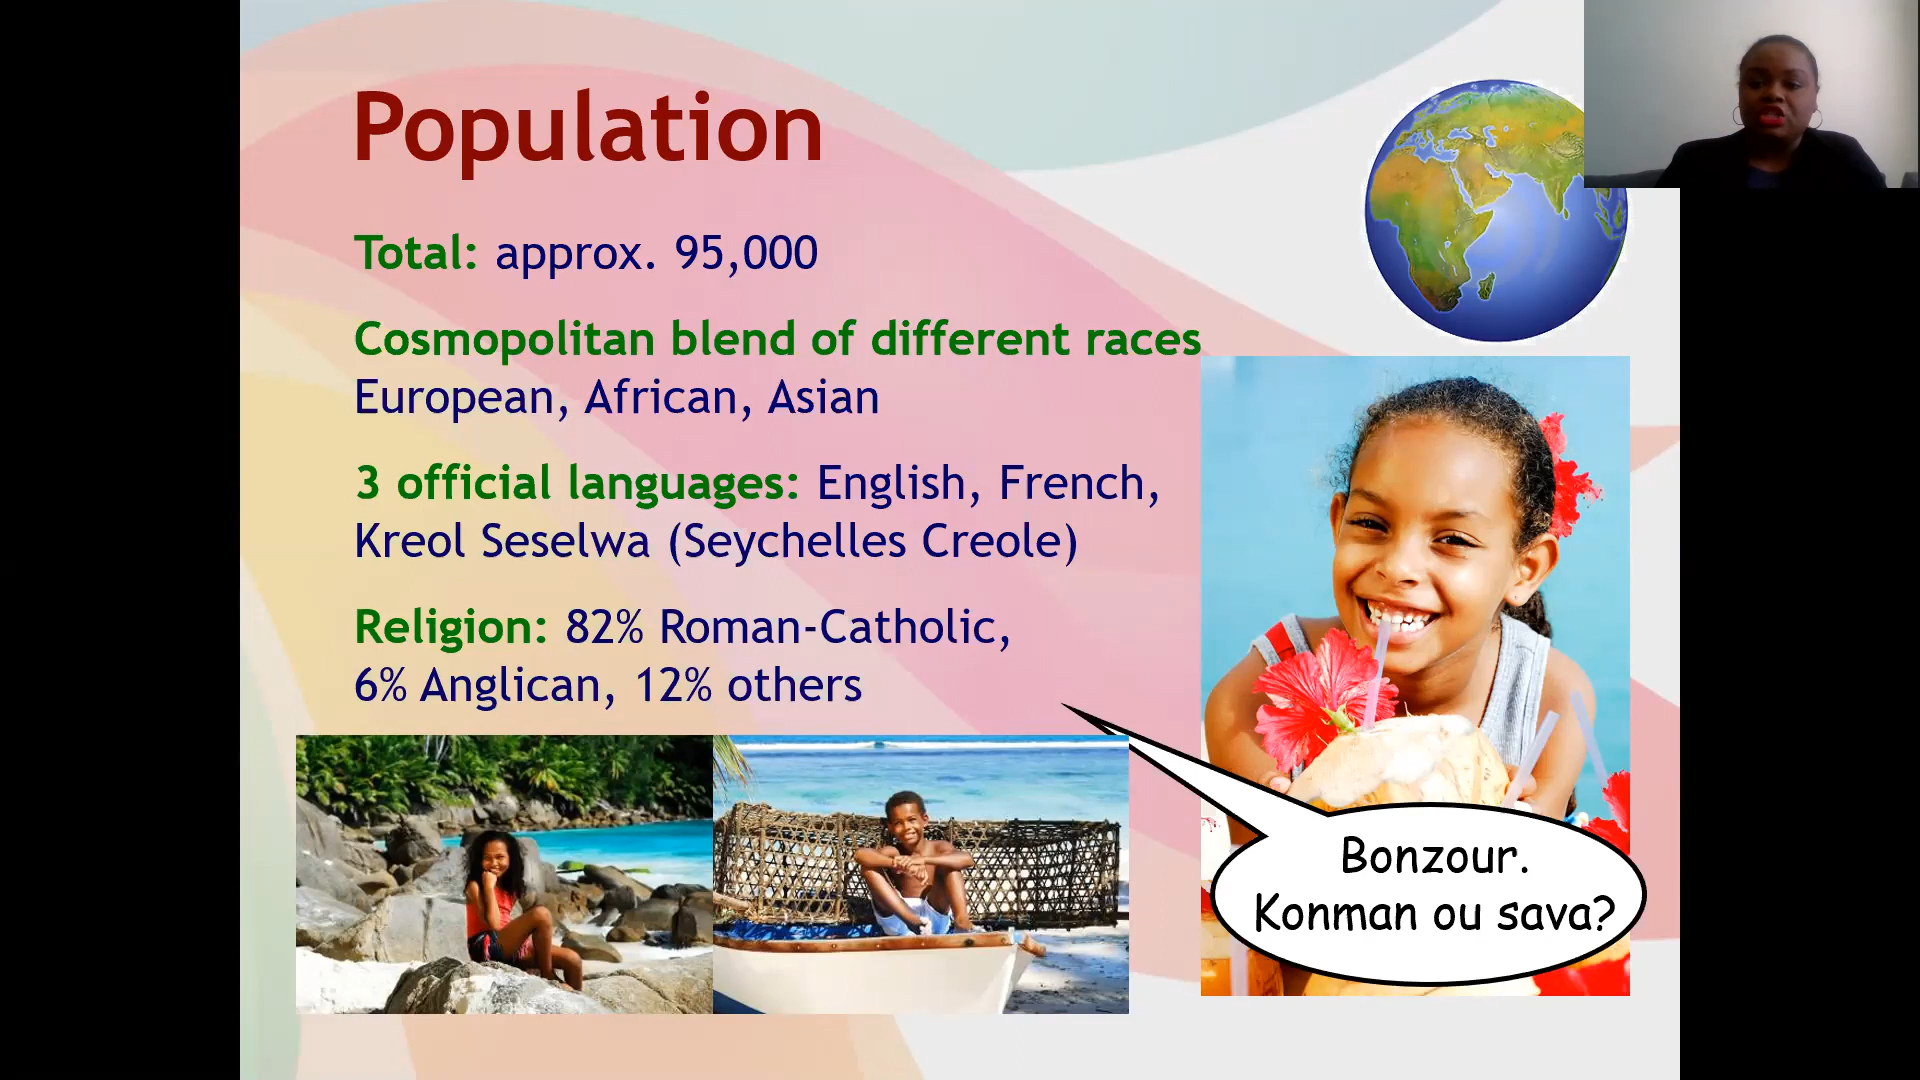 Population
Total: approx. 95,000
Cosmopolitan blend of different races
European, African, Asian
3 official languages: English, French,
Kreol Seselwa (Seychelles Creole)
Religion: 82% Roman-Catholic,
6% Anglican, 12% others
Bonzour.
Konman ou sava?